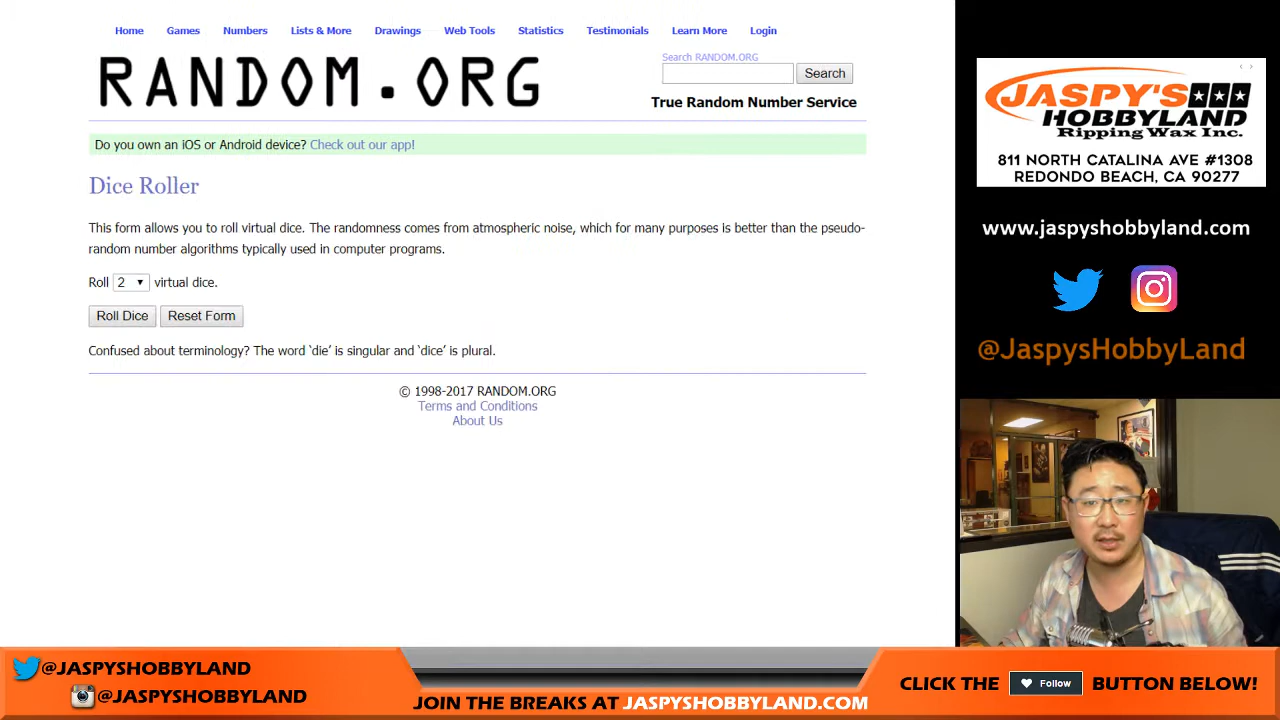 Home Games Numbers Lists & More Drawings Web Tools Statistics Testimonials Learn More Login
RANDOM.ORG
Search RANDOM.ORG
Search
True Random Number Service
Do you own an iOS or Android device? Check out our app!
Dice Roller
This form allows you to roll virtual dice. The randomness comes from atmospheric noise, which for many purposes is better than the pseudo-
random number algorithms typically used in computer programs.
Roll 2 virtual dice.
Roll Dice Reset Form
Confused about terminology? The word ‘die’ is singular and ‘dice’ is plural.
© 1998-2017 RANDOM.ORG
Terms and Conditions
About Us
JASPY'S
HOBBYLAND
Ripping Wax Inc.
811 NORTH CATALINA AVE #1308
REDONDO BEACH, CA 90277
www.jaspyshobbyland.com
@JaspysHobbyLand
@JASPYSHOBBYLAND
@JASPYSHOBBYLAND
JOIN THE BREAKS AT JASPYSHOBBYLAND.COM
CLICK THE Follow BUTTON BELOW!